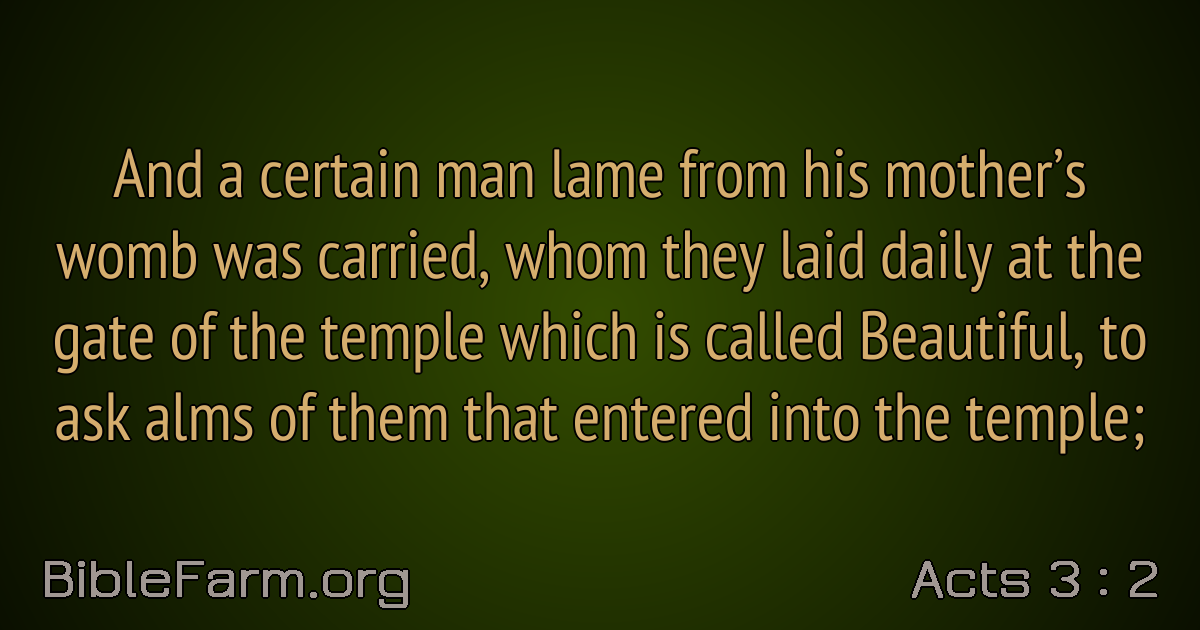 And a certain man lame from his mother’s
womb was carried, whom they laid daily at the
gate of the temple which is called Beautiful, to
ask alms of them that entered into the temple;
BibleFarm.org
Acts 3 : 2